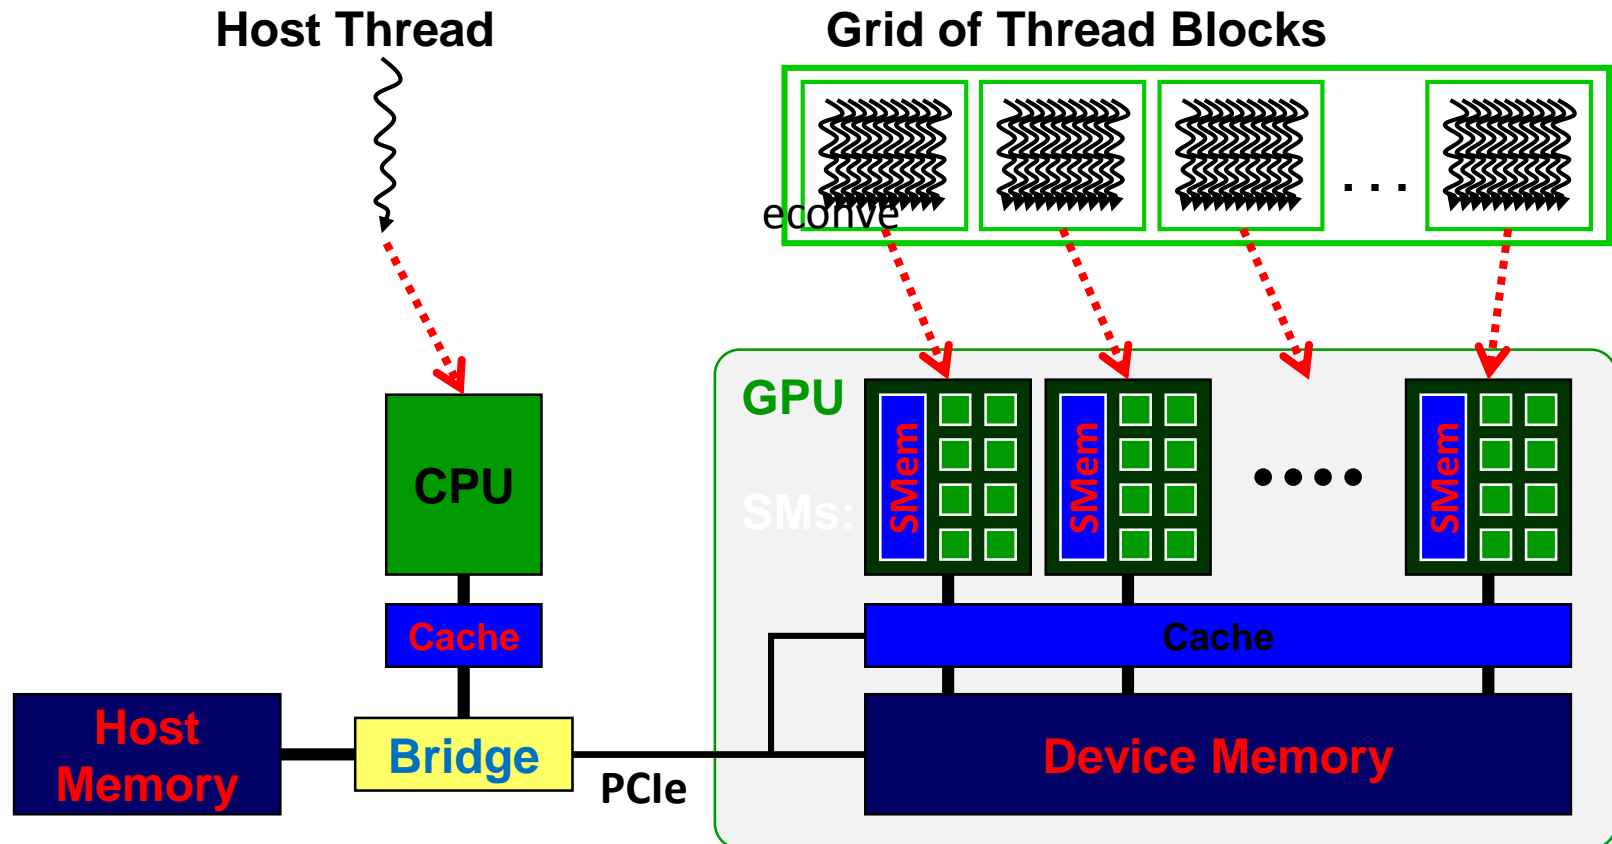 Host Thread
Grid of Thread Blocks
. . .
econve
GPU
SMs:
SMem
SMem
SMem
CPU
Cache
Cache
Host
Memory
Bridge
PCIe
Device Memory